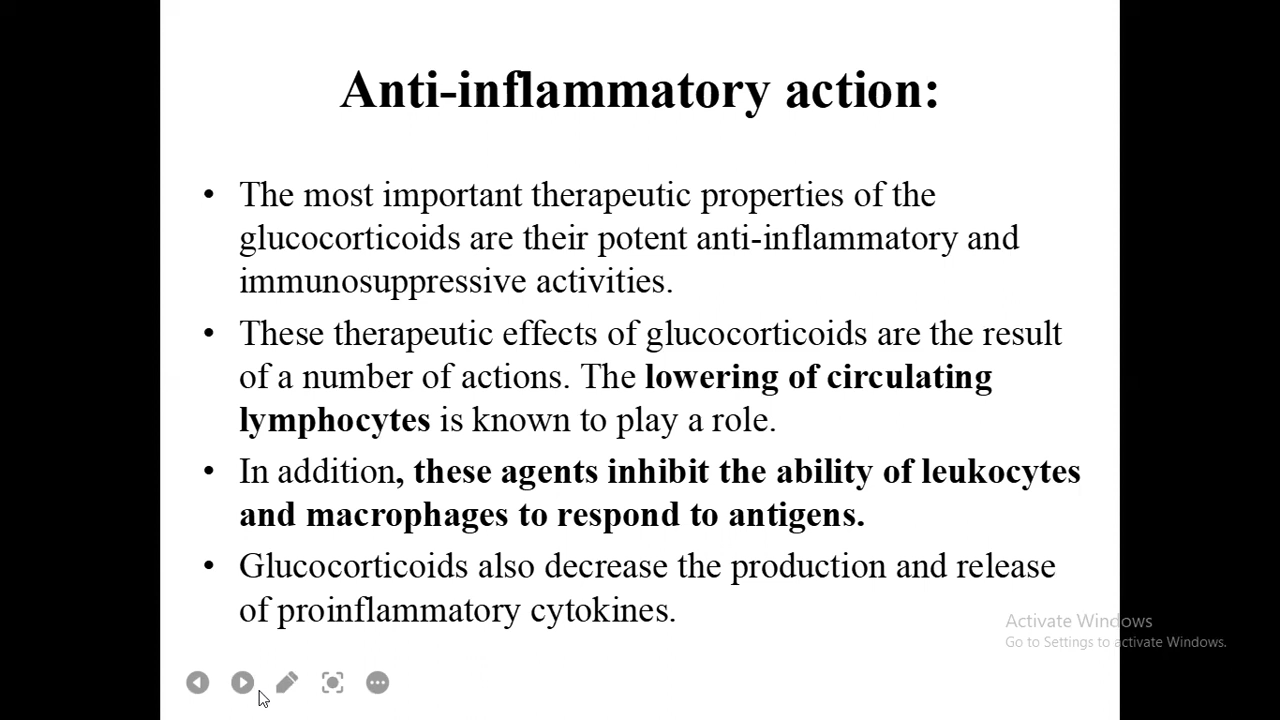 Anti-inflammatory action:
• The most important therapeutic properties of the
glucocorticoids are their potent anti-inflammatory and
immunosuppressive activities.
• These therapeutic effects of glucocorticoids are the result
of a number of actions. The lowering of circulating
lymphocytes is known to play a role.
• In addition, these agents inhibit the ability of leukocytes
and macrophages to respond to antigens.
• Glucocorticoids also decrease the production and release
of proinflammatory cytokines.
Activate Windows
Go to Settings to activate Windows.